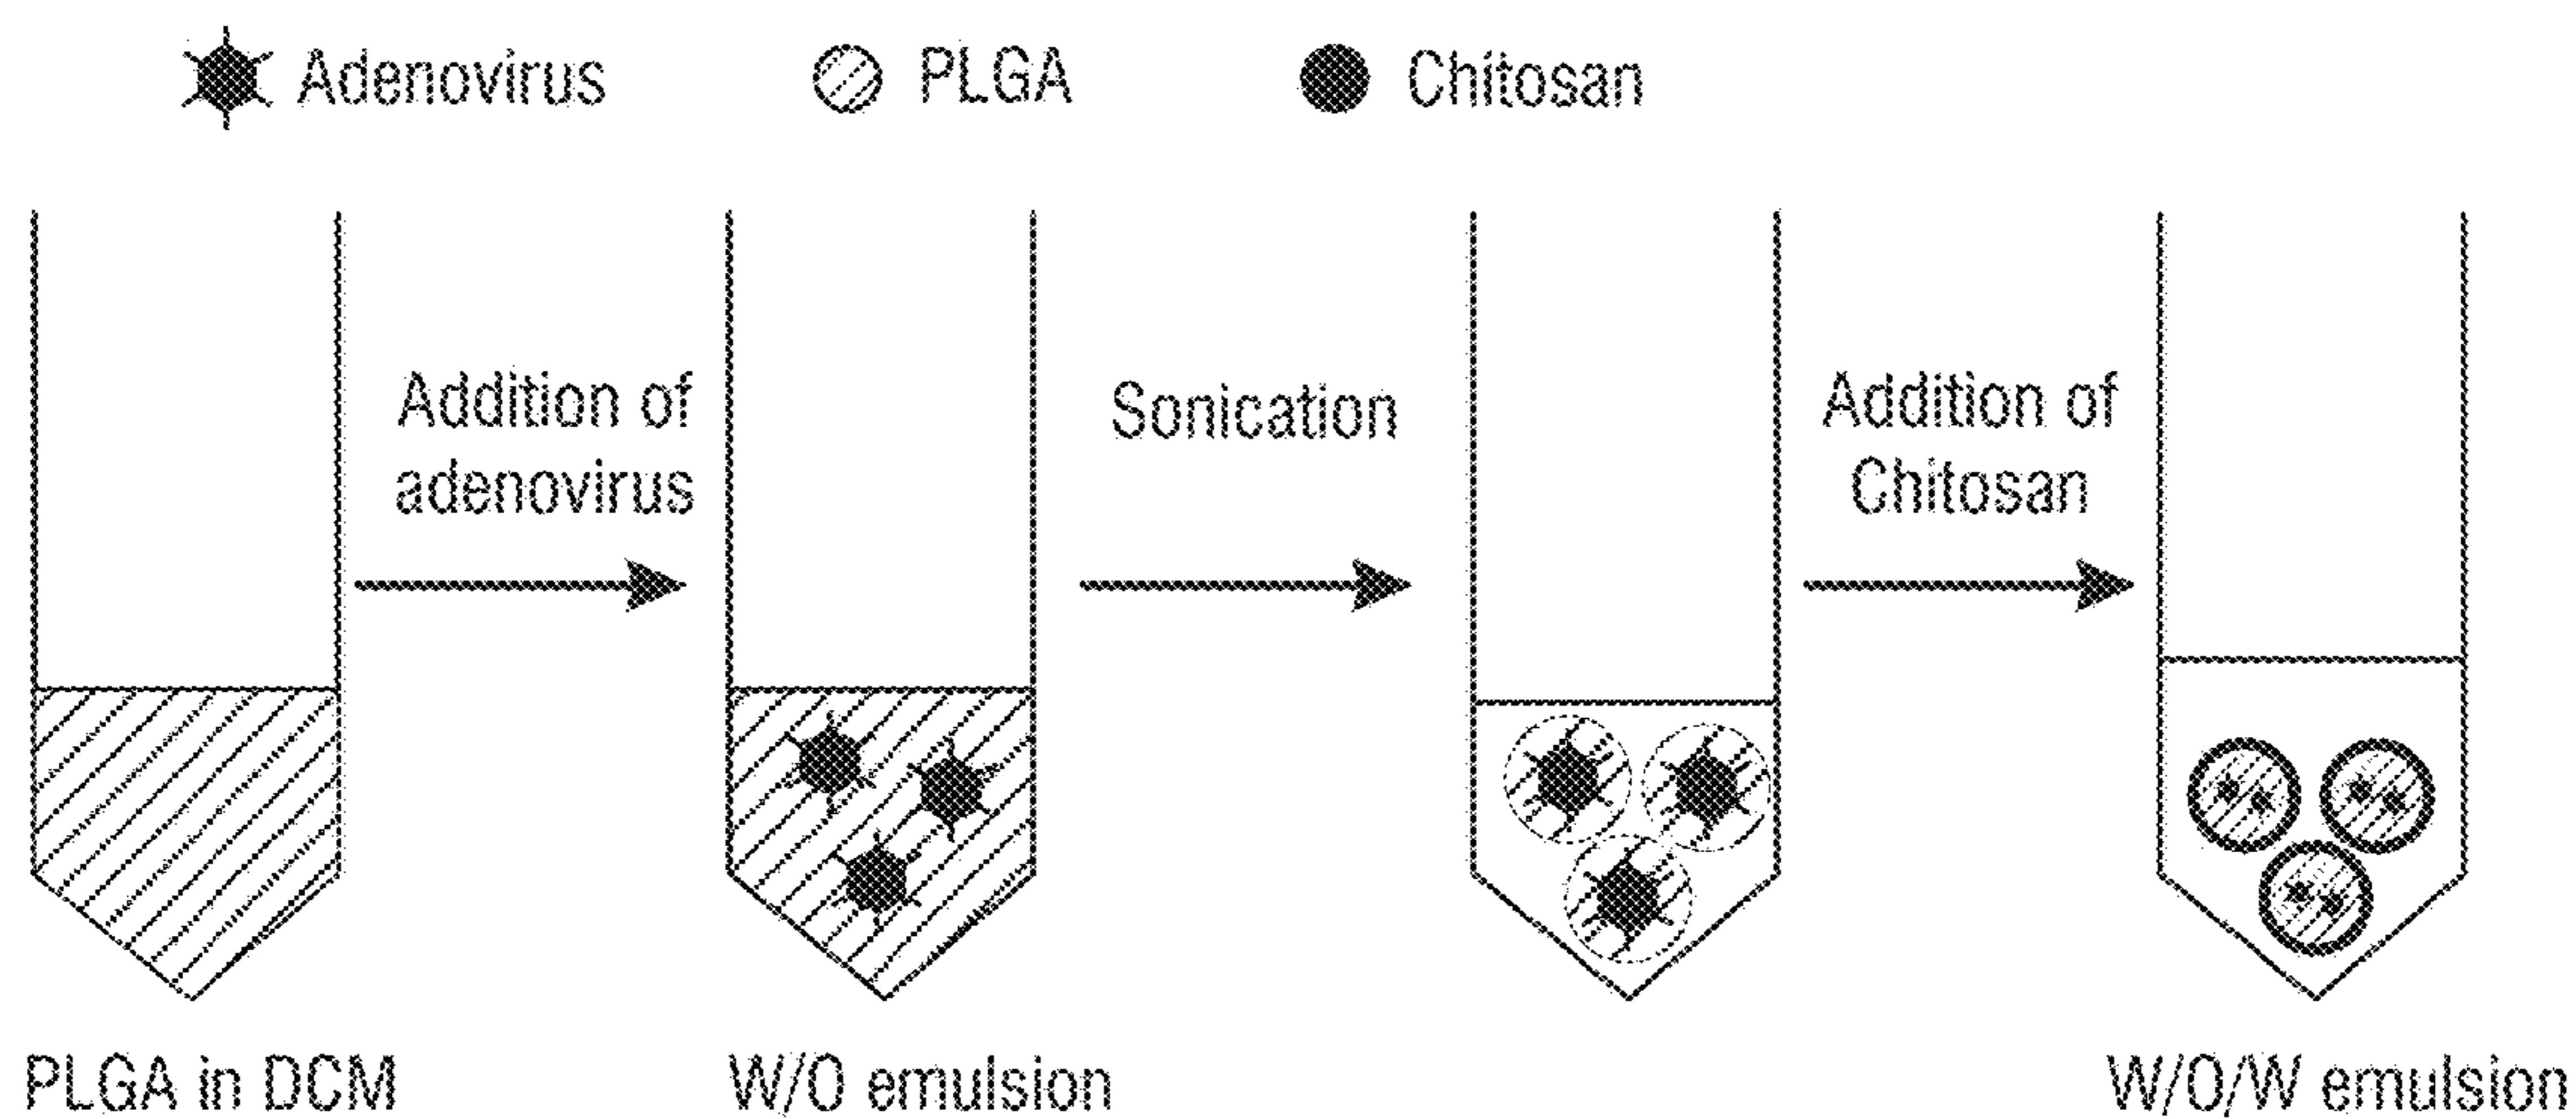 Adenovirus PLGA Chitosan
Addition of
adenovirus
Sonication
Addition of
Chitosan
PLGA in DCM W/O emulsion W/O/W emulsion